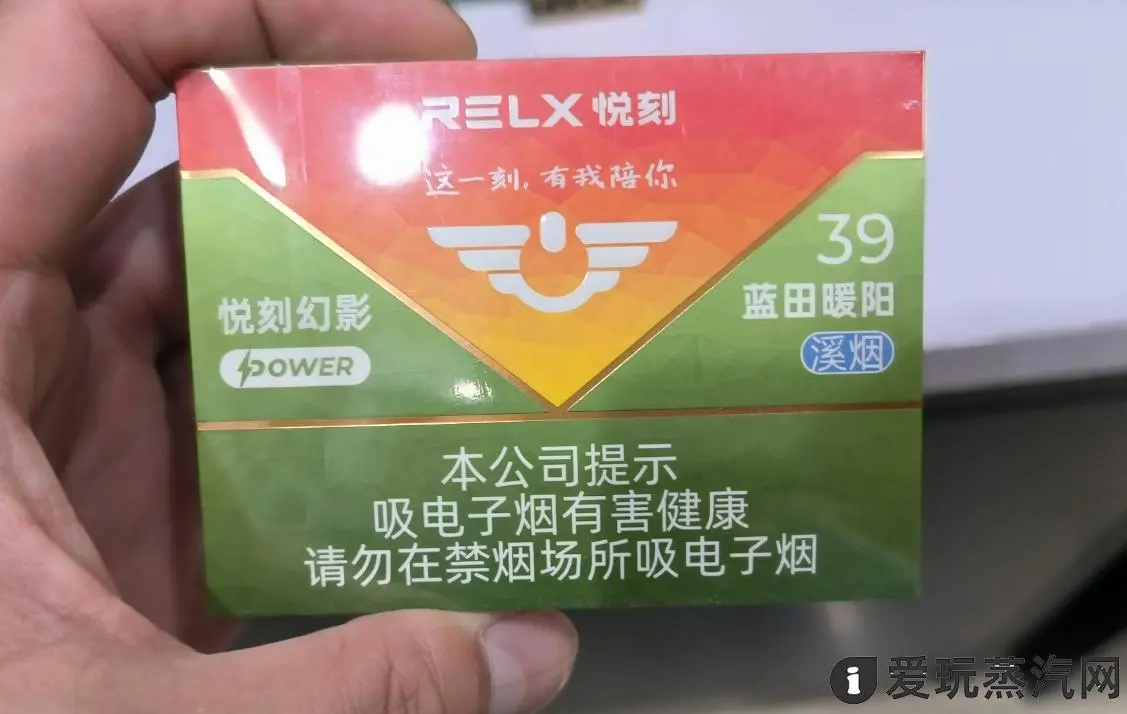 RELX 悦刻
这一刻,有我陪你
39
蓝田暖阳
溪烟
悦刻幻影
POWER
本公司提示
吸电子烟有害健康
请勿在禁烟场所吸电子烟
i 爱玩蒸汽网